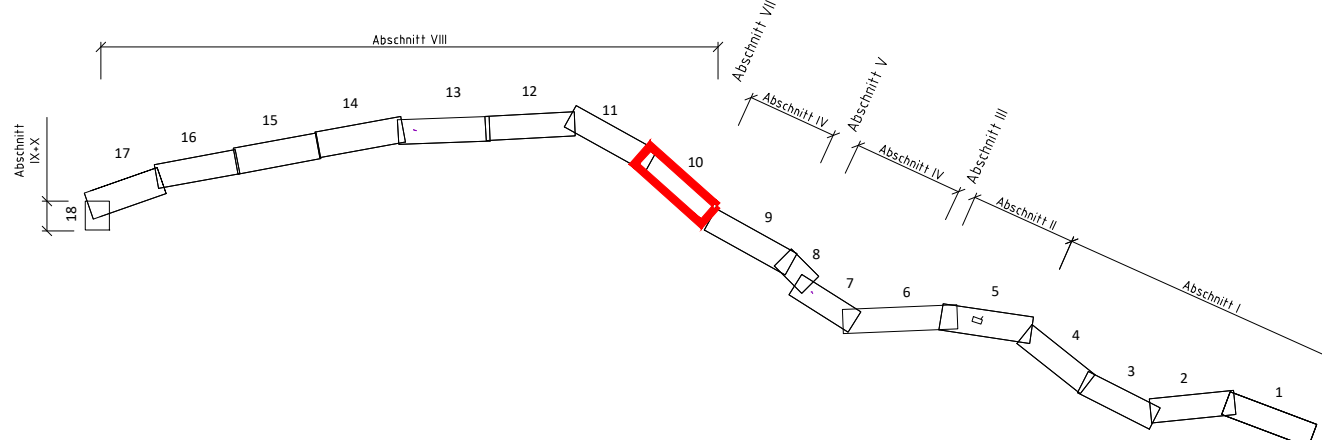 Abschnitt VIII
Abschnitt VII
Abschnitt IV
Abschnitt V
Abschnitt IV
Abschnitt III
Abschnitt II
Abschnitt I
Abschnitt
IX+X
18
17
16
15
14
13
12
11
10
9
8
7
6
5
4
3
2
1